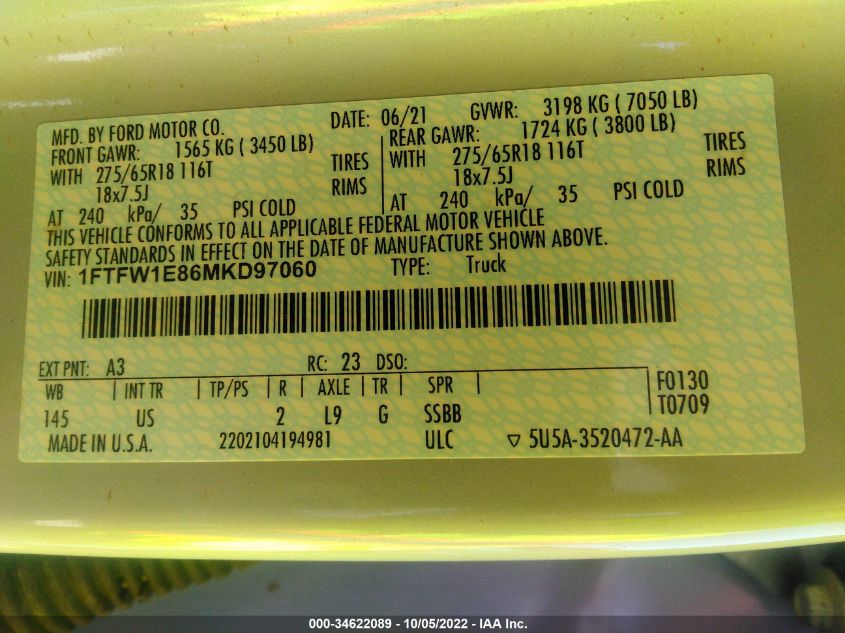 MFD. BY FORD MOTOR CO. DATE: 06/21 GVWR: 3198 KG ( 7050 LB)
FRONT GAWR: 1565 KG ( 3450 LB) REAR GAWR: 1724 KG ( 3800 LB)
WITH 275/65R18 116T TIRES WITH 275/65R18 116T TIRES
18x7.5J RIMS 18x7.5J RIMS
AT 240 kPa/ 35 PSI COLD AT 240 kPa/ 35 PSI COLD
THIS VEHICLE CONFORMS TO ALL APPLICABLE FEDERAL MOTOR VEHICLE
SAFETY STANDARDS IN EFFECT ON THE DATE OF MANUFACTURE SHOWN ABOVE.
VIN: 1FTFW1E86MKD97060 TYPE: Truck
EXT PNT: A3 RC: 23 DSO:
WB INT TR TP/PS R AXLE TR SPR F0130
145 US 2 L9 G SSBB T0709
MADE IN U.S.A. 2202104194981 ULC ▽ 5U5A-3520472-AA
000-34622089 - 10/05/2022 - IAA Inc.